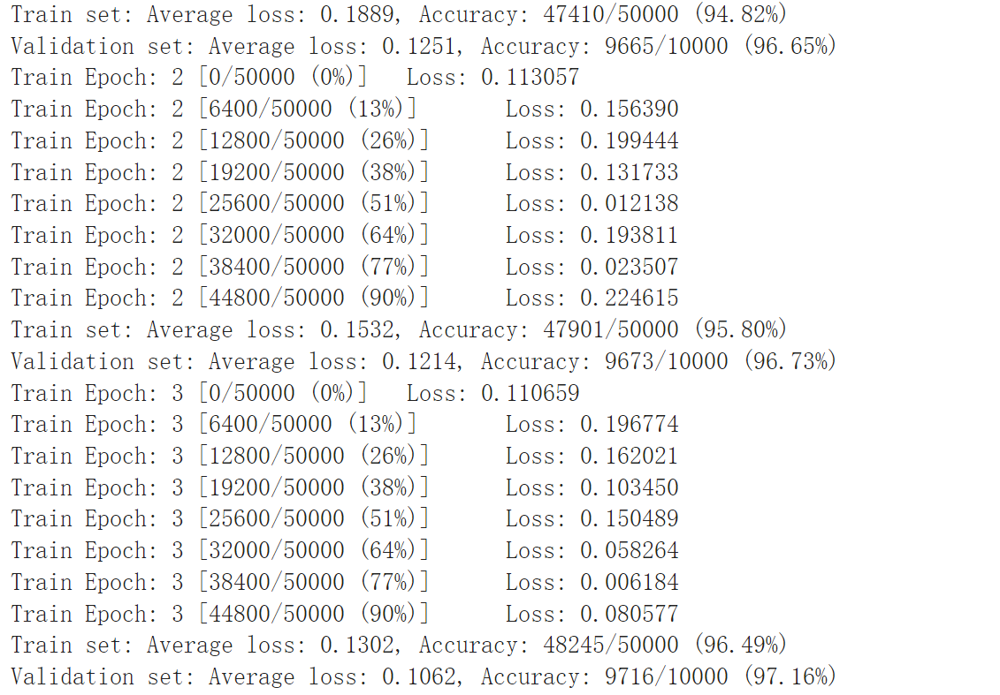 Train set: Average loss: 0.1889, Accuracy: 47410/50000 (94.82%)
Validation set: Average loss: 0.1251, Accuracy: 9665/10000 (96.65%)
Train Epoch: 2 [0/50000 (0%)]	Loss: 0.113057
Train Epoch: 2 [6400/50000 (13%)]	Loss: 0.156390
Train Epoch: 2 [12800/50000 (26%)]	Loss: 0.199444
Train Epoch: 2 [19200/50000 (38%)]	Loss: 0.131733
Train Epoch: 2 [25600/50000 (51%)]	Loss: 0.012138
Train Epoch: 2 [32000/50000 (64%)]	Loss: 0.193811
Train Epoch: 2 [38400/50000 (77%)]	Loss: 0.023507
Train Epoch: 2 [44800/50000 (90%)]	Loss: 0.224615
Train set: Average loss: 0.1532, Accuracy: 47901/50000 (95.80%)
Validation set: Average loss: 0.1214, Accuracy: 9673/10000 (96.73%)
Train Epoch: 3 [0/50000 (0%)]	Loss: 0.110659
Train Epoch: 3 [6400/50000 (13%)]	Loss: 0.196774
Train Epoch: 3 [12800/50000 (26%)]	Loss: 0.162021
Train Epoch: 3 [19200/50000 (38%)]	Loss: 0.103450
Train Epoch: 3 [25600/50000 (51%)]	Loss: 0.150489
Train Epoch: 3 [32000/50000 (64%)]	Loss: 0.058264
Train Epoch: 3 [38400/50000 (77%)]	Loss: 0.006184
Train Epoch: 3 [44800/50000 (90%)]	Loss: 0.080577
Train set: Average loss: 0.1302, Accuracy: 48245/50000 (96.49%)
Validation set: Average loss: 0.1062, Accuracy: 9716/10000 (97.16%)